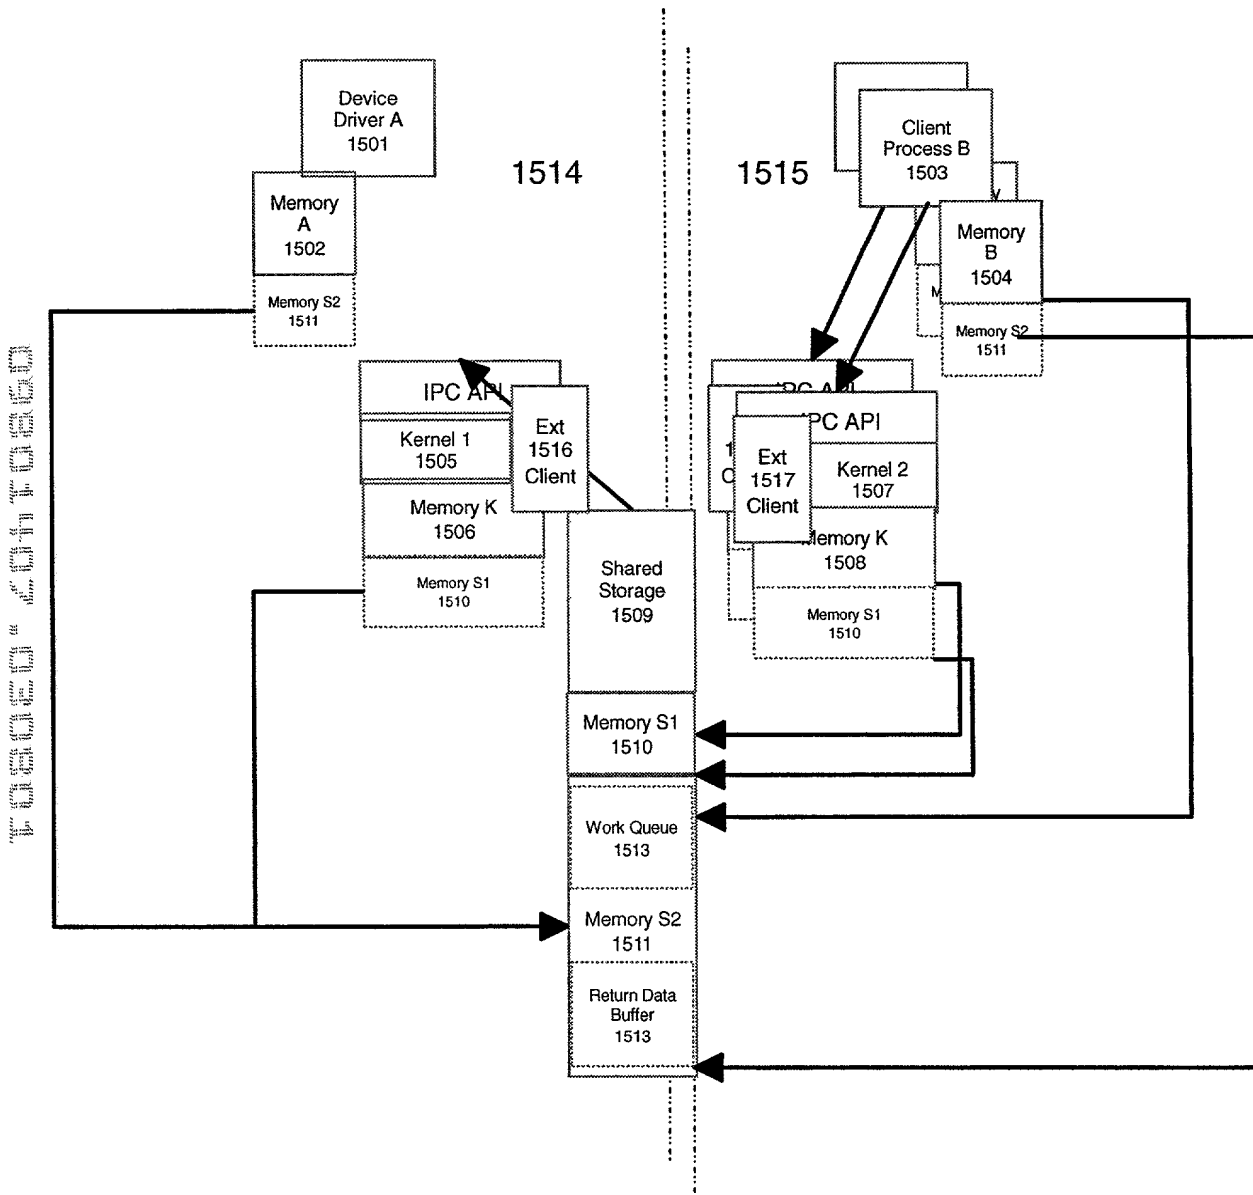 Device
Driver A
1501
Memory
A
1502
Memory S2
1511
1514
1515
Client
Process B
1503
Memory
B
1504
Memory S2
1511
IPC API
Kernel 1
1505
Memory K
1506
Memory S1
1510
Ext
1516
Client
IPC API
IPC API
Ext
1517
Client
Kernel 2
1507
Memory K
1508
Memory S1
1510
Shared
Storage
1509
Memory S1
1510
Work Queue
1513
Memory S2
1511
Return Data
Buffer
1513